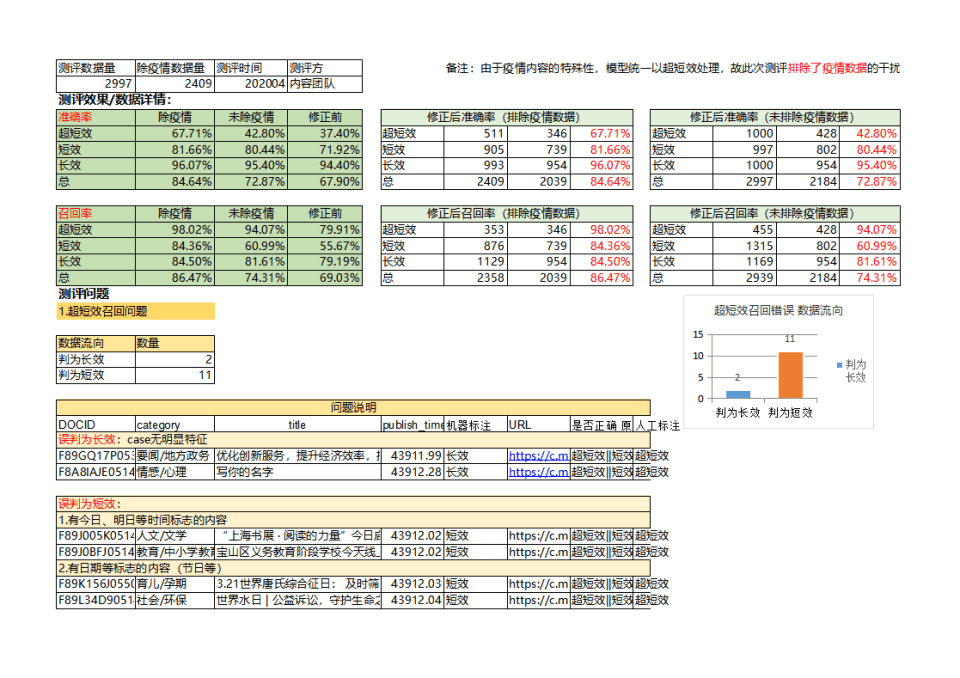 测评数据量 除疫情数据量 测评时间 测评方 备注：由于疫情内容的特殊性，模型统一以超短效处理，故此次测评排除了疫情数据的干扰
2997 2409 202004 内容团队
测评效果/数据详情：
准确率 除疫情 未除疫情 修正前 修正后准确率（排除疫情数据） 修正后准确率（未排除疫情数据）
超短效 67.71% 42.80% 37.40% 超短效 511 346 67.71% 超短效 1000 428 42.80%
短效 81.66% 80.44% 71.92% 短效 905 739 81.66% 短效 997 802 80.44%
长效 96.07% 95.40% 94.40% 长效 993 954 96.07% 长效 1000 954 95.40%
总 84.64% 72.87% 67.90% 总 2409 2039 84.64% 总 2997 2184 72.87%
召回率 除疫情 未除疫情 修正前 修正后召回率（排除疫情数据） 修正后召回率（未排除疫情数据）
超短效 98.02% 94.07% 79.91% 超短效 353 346 98.02% 超短效 455 428 94.07%
短效 84.36% 60.99% 55.67% 短效 876 739 84.36% 短效 1315 802 60.99%
长效 84.50% 81.61% 79.19% 长效 1129 954 84.50% 长效 1169 954 81.61%
总 86.47% 74.31% 69.03% 总 2358 2039 86.47% 总 2939 2184 74.31%
测评问题
1.超短效召回问题
超短效召回错误 数据流向
15
10
5
0
2
11
判为长效 判为短效
判为
长效
数据流向 数量
判为长效 2
判为短效 11
问题说明
DOCID category title publish_time 机器标注 URL 是否正确 原 人工标注
误判为长效：case无明显特征
F89GQ17P053 要闻/地方政务 优化创新服务，提升经济效率， 43911.99 长效 https://c.m 超短效||短效 超短效
F8A8IAJE0514 情感/心理 写你的名字 43912.28 长效 https://c.m 超短效||短效 超短效
误判为短效：
1.有今日、明日等时间标志的内容
F89J005K0514 人文/文学 “上海书展·阅读的力量”今日 43912.02 短效 https://c.m 超短效||短效 超短效
F89J0BFJ0514 教育/中小学教育 宝山区义务教育阶段学校今天线上 43912.02 短效 https://c.m 超短效||短效 超短效
2.有日期等标志的内容（节日等）
F89K156J0550 育儿/孕期 3.21世界唐氏综合征日： 及时筛 43912.03 短效 https://c.m 超短效||短效 超短效
F89L34D9051 社会/环保 世界水日 | 公益诉讼，守护生命之 43912.04 短效 https://c.m 超短效||短效 超短效